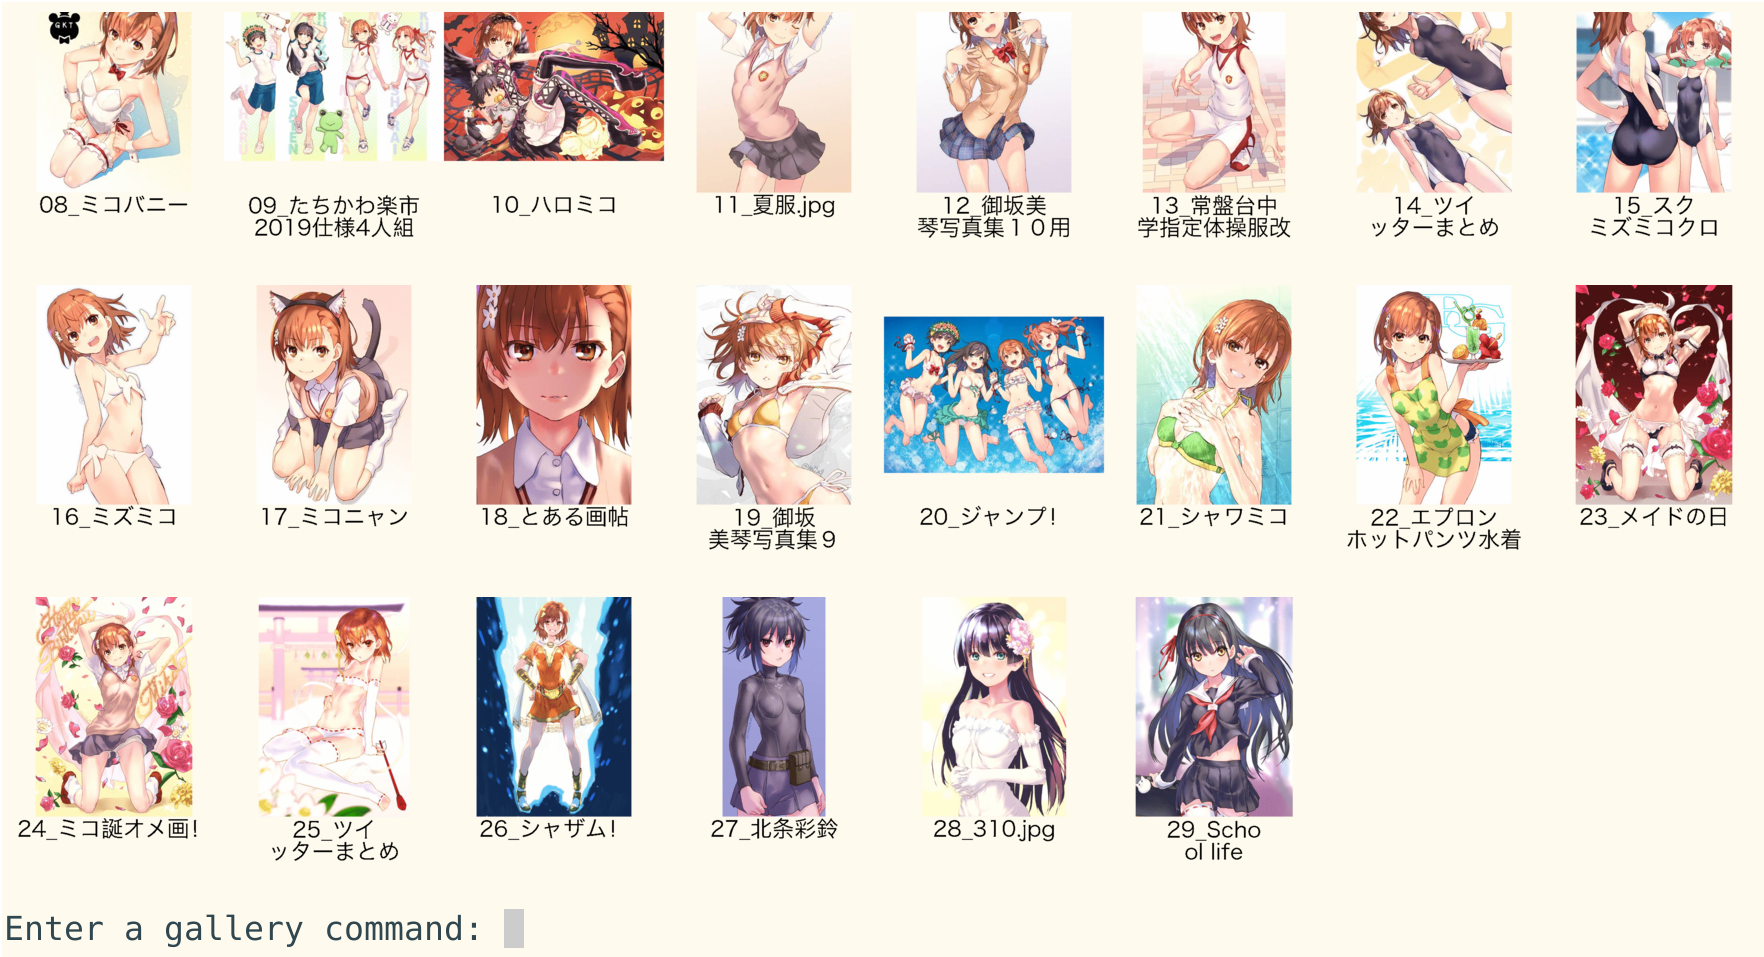 GKT
08_ミコバニー
09_たちかわ楽市
2019仕様4人組
10_ハロミコ
11_夏服.jpg
12_御坂美
琴写真集１０用
13_常盤台中
学指定体操服改
14_ツイ
ッターまとめ
15_スク
ミズミコクロ
16_ミズミコ
17_ミコニャン
18_とある画帖
19_御坂
美琴写真集９
20_ジャンプ!
21_シャワミコ
22_エプロン
ホットパンツ水着
23_メイドの日
24_ミコ誕オメ画!
25_ツイ
ッターまとめ
26_シャザム!
27_北条彩鈴
28_310.jpg
29_Scho
ol life
Enter a gallery command: